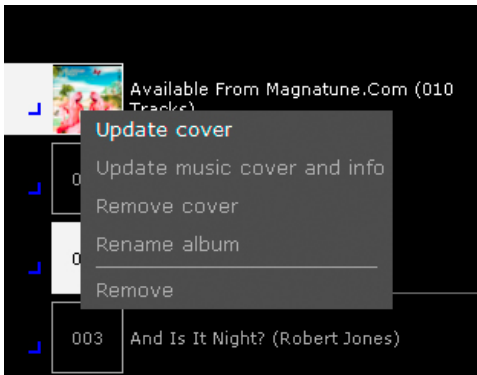 Available From Magnatune.Com (010
Tracks)
Update cover
Update music cover and info
Remove cover
Rename album
Remove
003 And Is It Night? (Robert Jones)